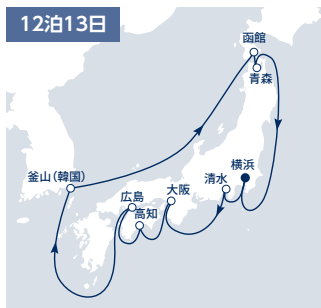 12泊13日
函館
青森
釜山(韓国)
横浜
清水
大阪
広島
高知